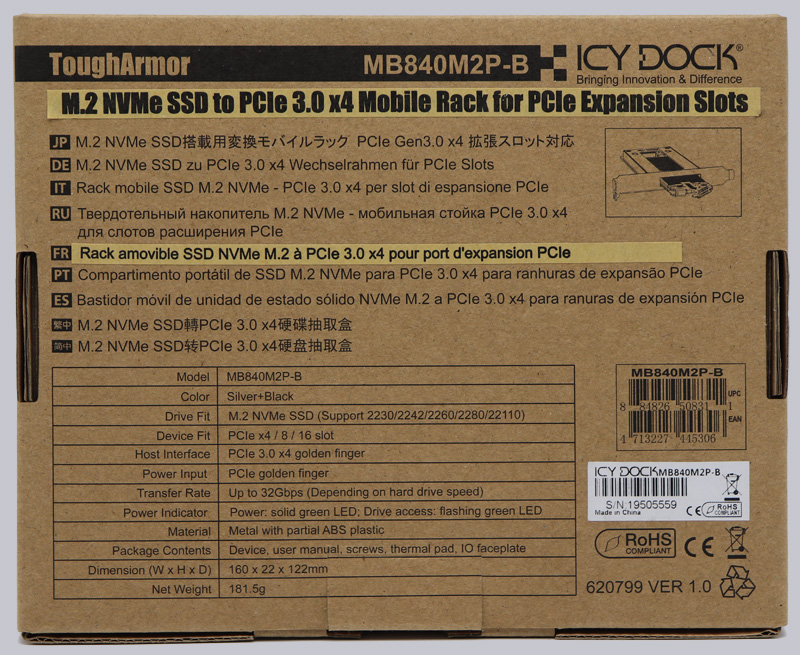 ToughArmor MB840M2P-B ICY DOCK®
Bringing Innovation & Difference
M.2 NVMe SSD to PCIe 3.0 x4 Mobile Rack for PCIe Expansion Slots
JP M.2 NVMe SSD搭載用変換モバイルラック PCIe Gen3.0 x4 拡張スロット対応
DE M.2 NVMe SSD zu PCIe 3.0 x4 Wechselrahmen für PCIe Slots
IT Rack mobile SSD M.2 NVMe - PCIe 3.0 x4 per slot di espansione PCIe
RU Твердотельный накопитель M.2 NVMe - мобильная стойка PCIe 3.0 x4
для слотов расширения PCIe
FR Rack amovible SSD NVMe M.2 à PCIe 3.0 x4 pour port d'expansion PCIe
PT Compartimento portátil de SSD M.2 NVMe para PCIe 3.0 x4 para ranhuras de expansão PCIe
ES Bastidor móvil de unidad de estado sólido NVMe M.2 a PCIe 3.0 x4 para ranuras de expansión PCIe
繁中 M.2 NVMe SSD轉PCIe 3.0 x4硬碟抽取盒
简中 M.2 NVMe SSD转PCIe 3.0 x4硬盘抽取盒
Model MB840M2P-B
Color Silver+Black
Drive Fit M.2 NVMe SSD (Support 2230/2242/2260/2280/22110)
Device Fit PCIe x4 / 8 / 16 slot
Host Interface PCIe 3.0 x4 golden finger
Power Input PCIe golden finger
Transfer Rate Up to 32Gbps (Depending on hard drive speed)
Power Indicator Power: solid green LED; Drive access: flashing green LED
Material Metal with partial ABS plastic
Package Contents Device, user manual, screws, thermal pad, IO faceplate
Dimension (W x H x D) 160 x 22 x 122mm
Net Weight 181.5g
MB840M2P-B
UPC
8 84826 50831 1
EAN
4 713227 445306
ICY DOCK MB840M2P-B
S/N 19505559
Made in China CE RoHS COMPLIANT
RoHS CE
COMPLIANT
620799 VER 1.0